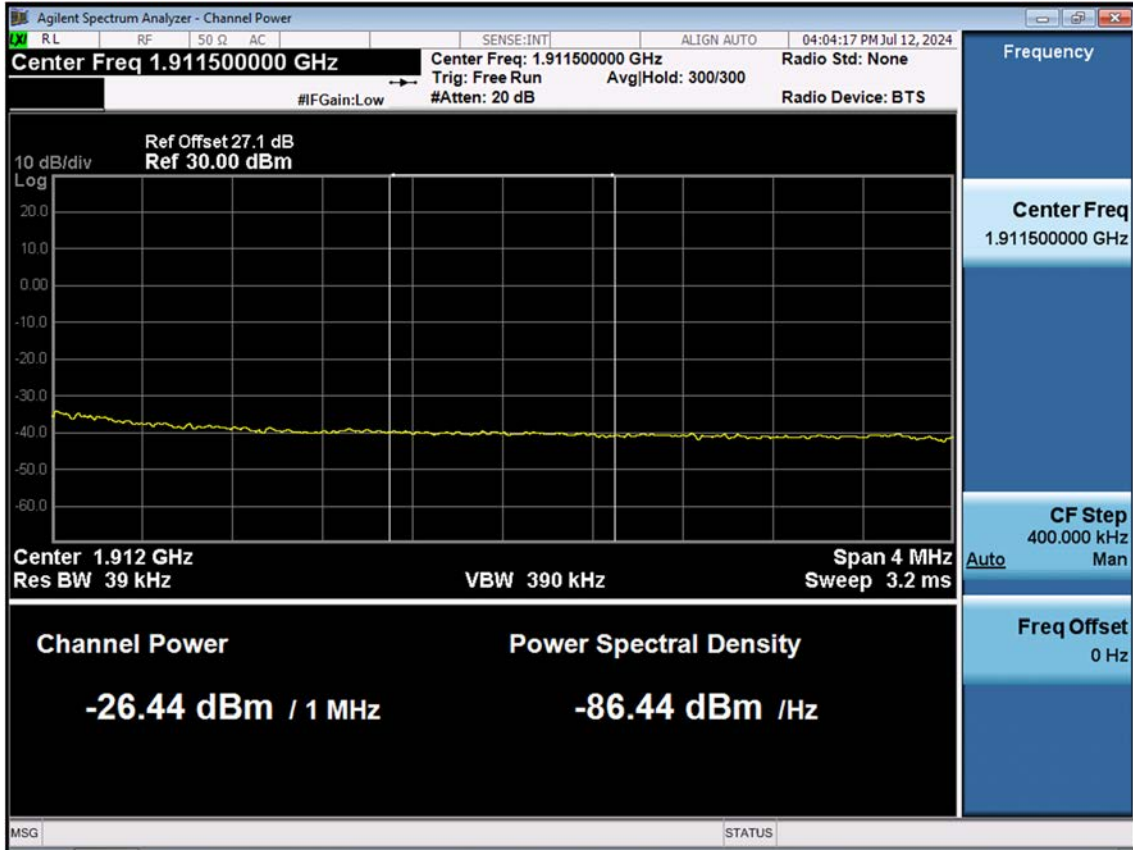 Agilent Spectrum Analyzer - Channel Power
LXI RL RF 50 Ω AC SENSE:INT ALIGN AUTO 04:04:17 PM Jul 12, 2024
Center Freq 1.911500000 GHz
Center Freq: 1.911500000 GHz Radio Std: None
Trig: Free Run Avg|Hold: 300/300
#IFGain:Low #Atten: 20 dB Radio Device: BTS
Ref Offset 27.1 dB
10 dB/div Ref 30.00 dBm
Log
20.0
10.0
0.00
-10.0
-20.0
-30.0
-40.0
-50.0
-60.0
Center 1.912 GHz Span 4 MHz
Res BW 39 kHz VBW 390 kHz Sweep 3.2 ms
Channel Power Power Spectral Density
-26.44 dBm / 1 MHz -86.44 dBm /Hz
MSG STATUS
Frequency
Center Freq
1.911500000 GHz
CF Step
400.000 kHz
Auto Man
Freq Offset
0 Hz